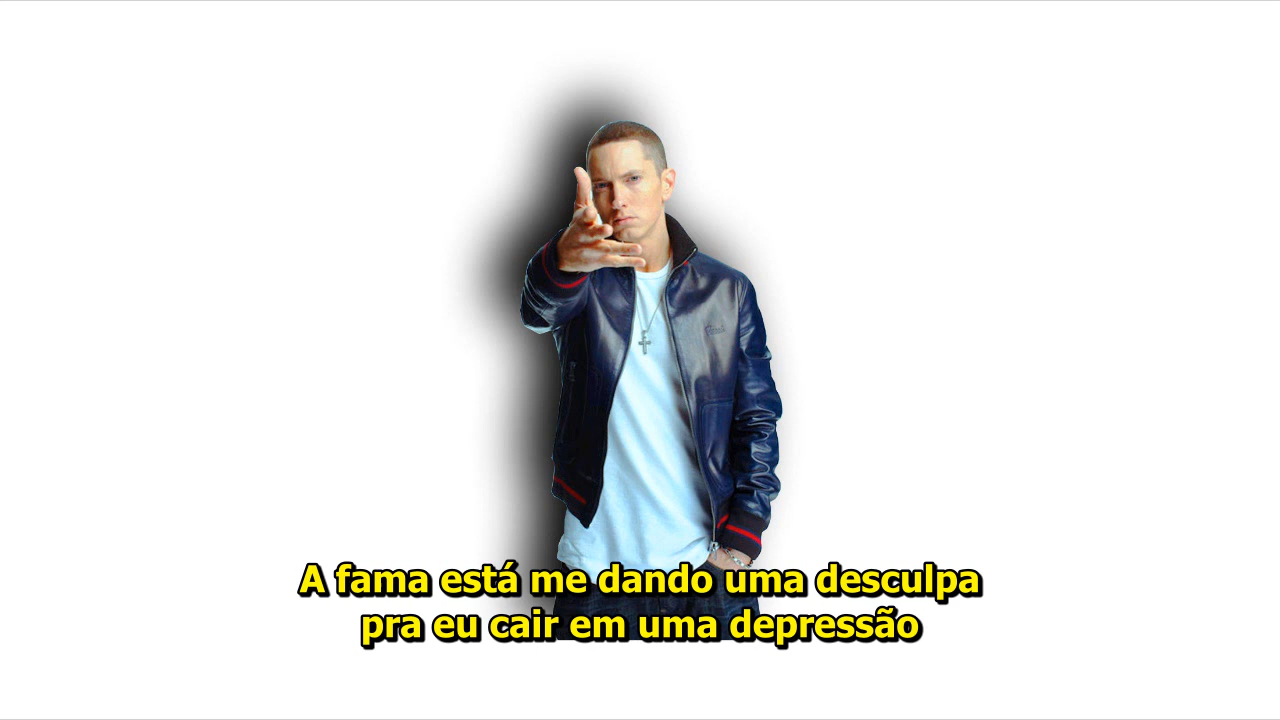 A fama está me dando uma desculpa
pra eu cair em uma depressão